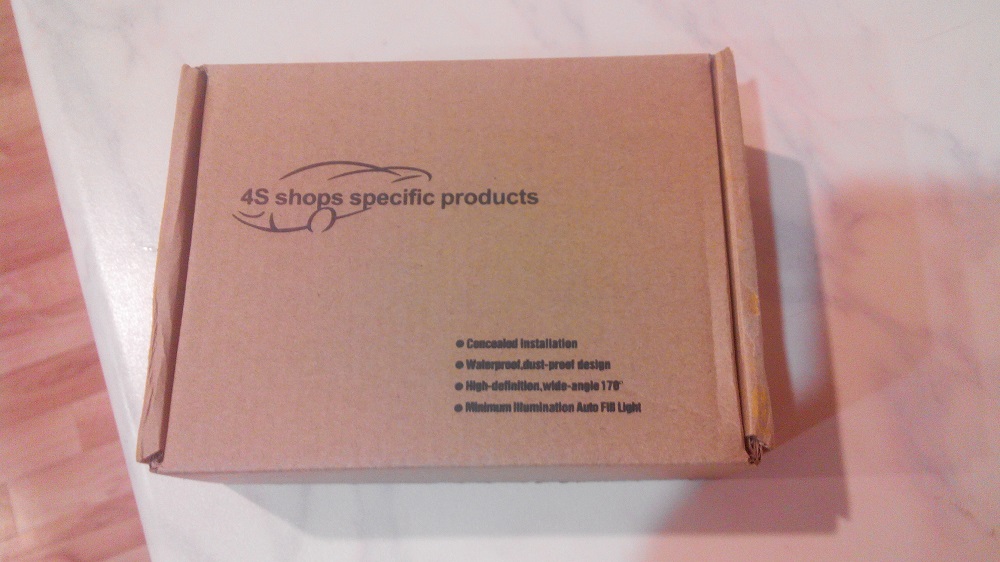 4S shops specific products
● Concealed Installation
● Waterproof,dust-proof design
● High-definition,wide-angle 170°
● Minimum Illumination Auto Fill Light